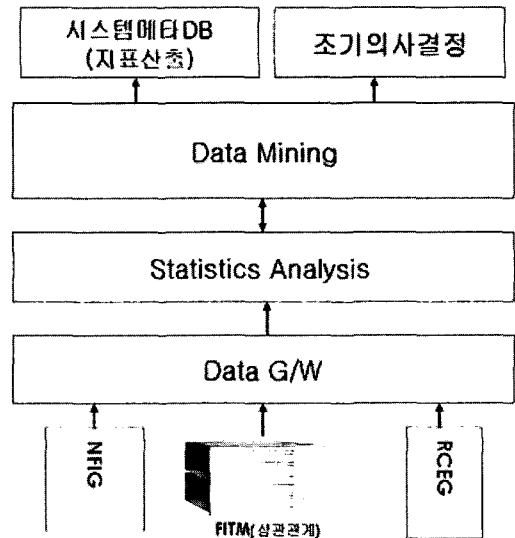 시스템메타DB
(지표산출)
조기의사결정
Data Mining
Statistics Analysis
Data G/W
NFIG
FITM(상관관계)
RCEG